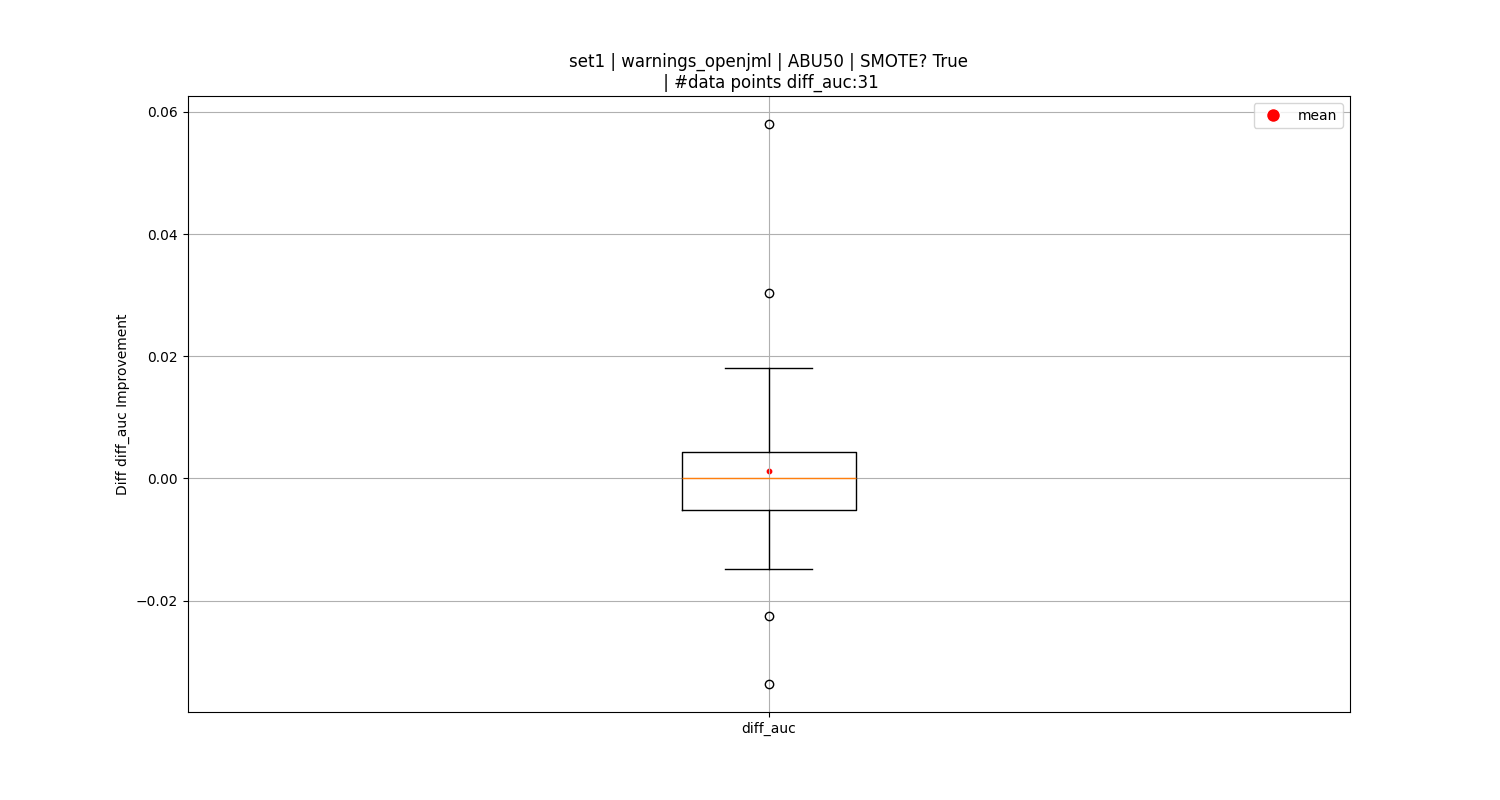 set1 | warnings_openjml | ABU50 | SMOTE? True
| #data points diff_auc:31
mean
0.06
0.04
0.02
0.00
−0.02
Diff diff_auc Improvement
diff_auc